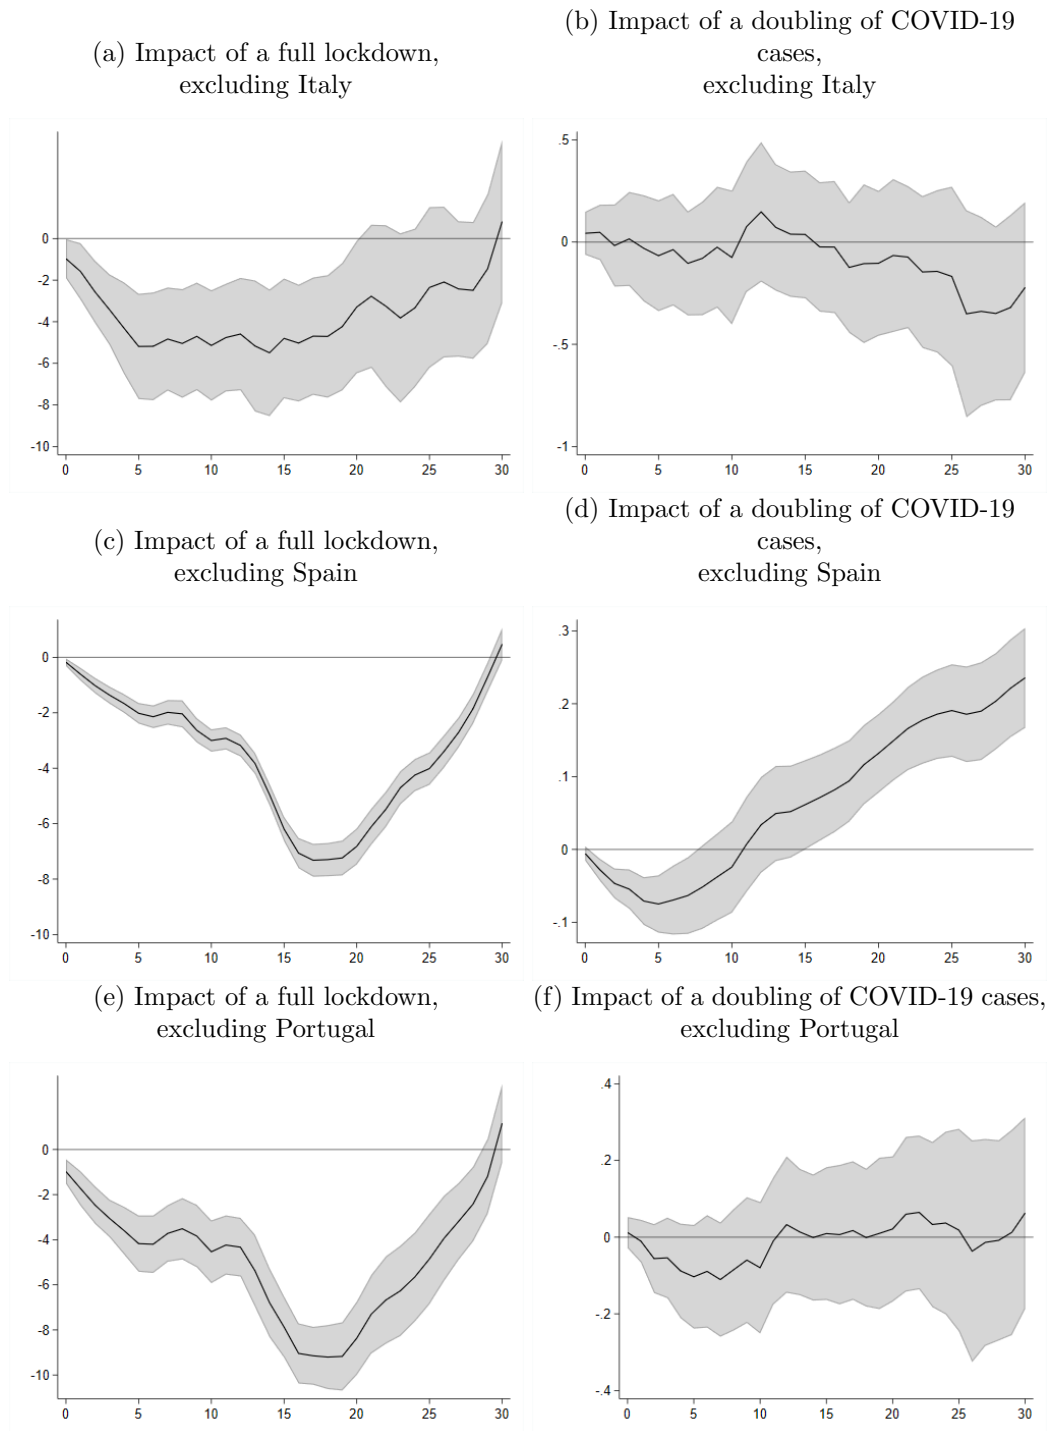 (a) Impact of a full lockdown,
excluding Italy
0
-2
-4
-6
-8
-10
0 5 10 15 20 25 30
(b) Impact of a doubling of COVID-19
cases,
excluding Italy
.5
0
-.5
-1
0 5 10 15 20 25 30
(c) Impact of a full lockdown,
excluding Spain
0
-2
-4
-6
-8
-10
0 5 10 15 20 25 30
(d) Impact of a doubling of COVID-19
cases,
excluding Spain
.3
.2
.1
0
-.1
0 5 10 15 20 25 30
(e) Impact of a full lockdown,
excluding Portugal
0
-2
-4
-6
-8
-10
0 5 10 15 20 25 30
(f) Impact of a doubling of COVID-19 cases,
excluding Portugal
.4
.2
0
-.2
-.4
0 5 10 15 20 25 30